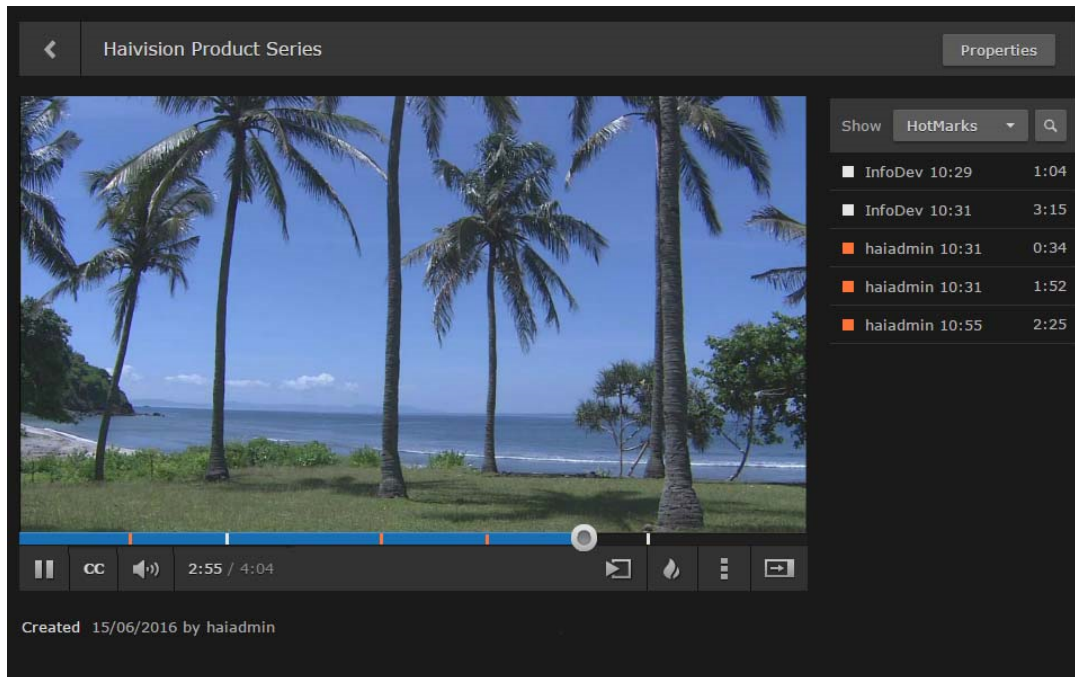 Haivision Product Series
Properties
Show HotMarks
InfoDev 10:29 1:04
InfoDev 10:31 3:15
haiadmin 10:31 0:34
haiadmin 10:31 1:52
haiadmin 10:55 2:25
CC 2:55 / 4:04
Created 15/06/2016 by haiadmin